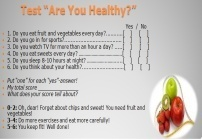 Test "Are You Healthy?"
Yes / No
1. Do you eat fruit and vegetables every day?
2. Do you go in for sports?
3. Do you watch TV for more than an hour a day?
4. Do you eat sweets every day?
5. Do you sleep 8-10 hours at night?
6. Do you think about your health?
Put "one" for each "yes"-answer!
My total score
What does your score tell about?
0-2: Oh, dear! Forget about chips and sweet! You need fruit and
vegetables!
3-4: Do more exercises and eat more carefully!
5-6: You keep fit! Well done!